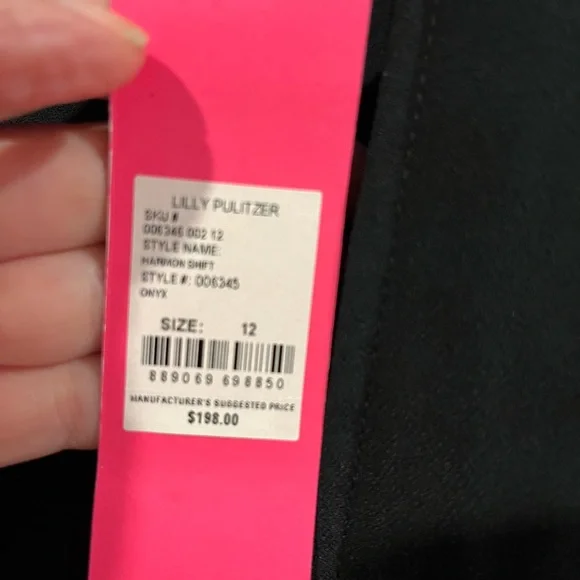 LILLY PULITZER
SKU #
006345 002 12
STYLE NAME:
HARMON SHIFT
STYLE #: 006345
ONYX
SIZE: 12
889069 698850
MANUFACTURER'S SUGGESTED PRICE
$198.00